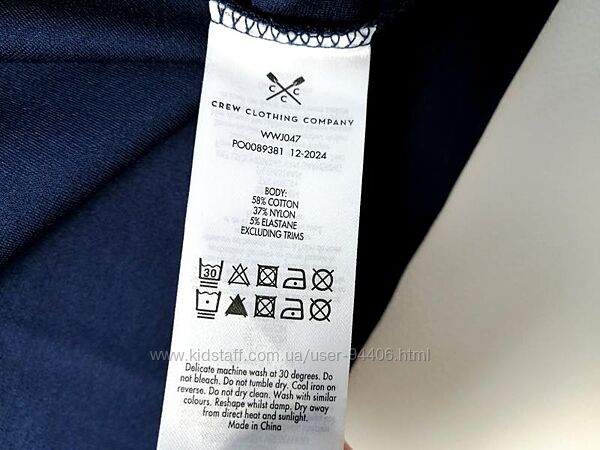 C C
C
CREW CLOTHING COMPANY
WWJ047
PO0089381 12-2024
BODY:
58% COTTON
37% NYLON
5% ELASTANE
EXCLUDING TRIMS
30
www.kidstaff.com.ua/user-94406.html
Delicate machine wash at 30 degrees. Do
not bleach. Do not tumble dry. Cool iron on
reverse. Do not dry clean. Wash with similar
colours. Reshape whilst damp. Dry away
from direct heat and sunlight.
Made in China